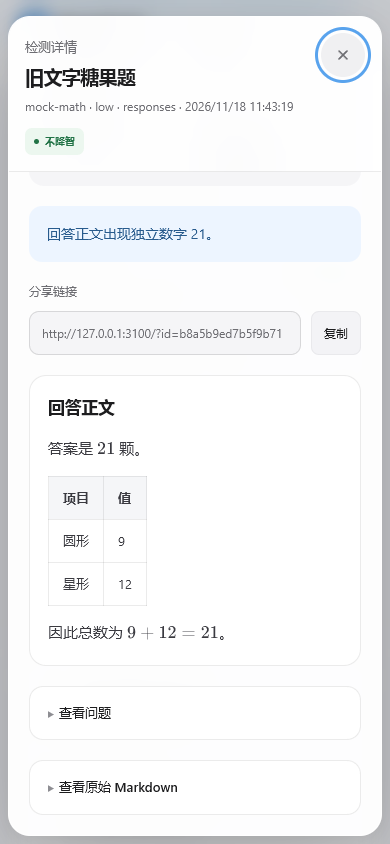 检测详情
旧文字糖果题
mock-math · low · responses · 2026/11/18 11:43:19
不降智
回答正文出现独立数字 21。
分享链接
http://127.0.0.1:3100/?id=b8a5b9ed7b5f9b71
复制
回答正文
答案是 21 颗。
项目 值
圆形 9
星形 12
因此总数为 9 + 12 = 21。
▸ 查看问题
▸ 查看原始 Markdown